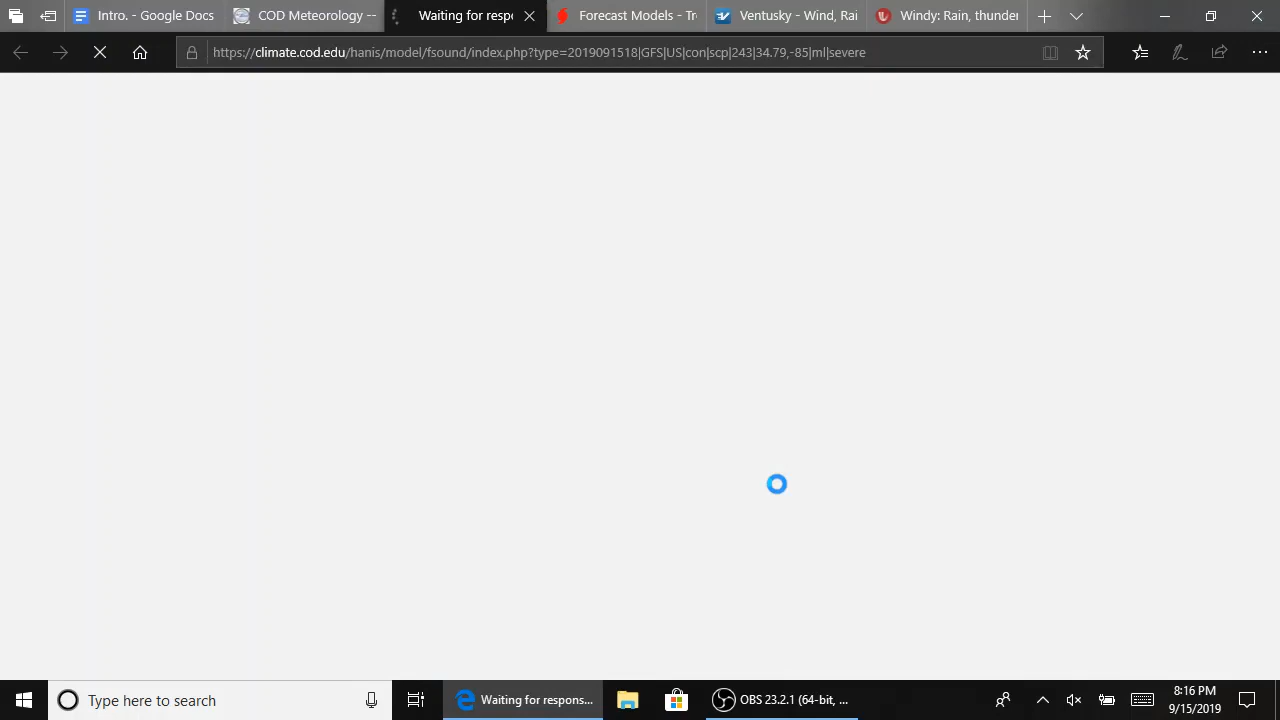 Intro. - Google Docs
COD Meteorology --
Waiting for resp
Forecast Models - Tr
Ventusky - Wind, Rai
Windy: Rain, thunder
https://climate.cod.edu/hanis/model/fsound/index.php?type=2019091518|GFS|US|con|scp|243|34.79,-85|ml|severe
Type here to search
Waiting for respons...
OBS 23.2.1 (64-bit, ...
8:16 PM
9/15/2019